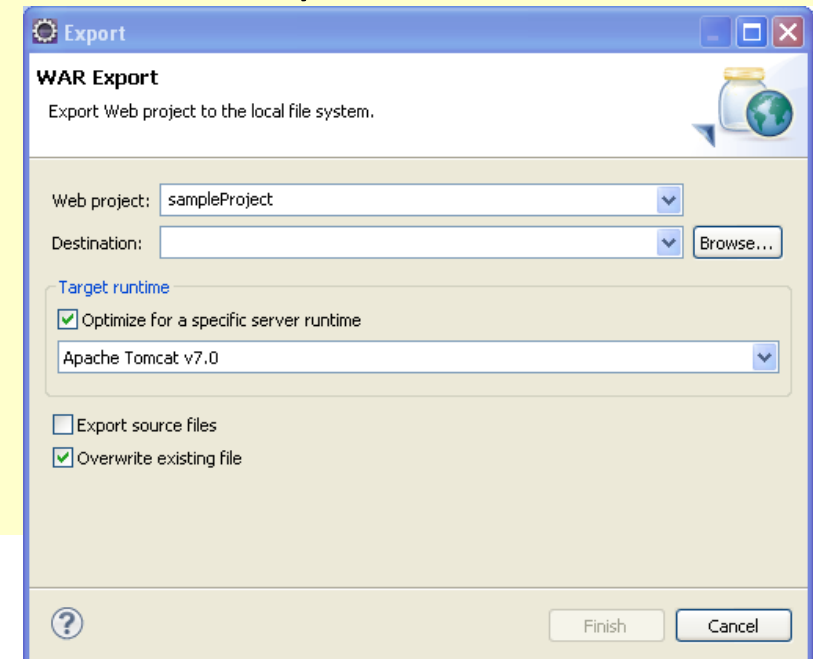 Export
WAR Export
Export Web project to the local file system.
Web project: sampleProject
Destination: Browse...
Target runtime
Optimize for a specific server runtime
Apache Tomcat v7.0
Export source files
Overwrite existing file
? Finish Cancel